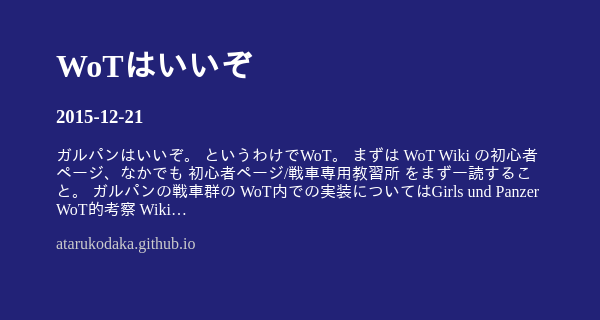 WoTはいいぞ
2015-12-21
ガルパンはいいぞ。 というわけでWoT。 まずは WoT Wiki の初心者
ページ、なかでも 初心者ページ/戦車専用教習所 をまず一読するこ
と。 ガルパンの戦車群の WoT内での実装についてはGirls und Panzer
WoT的考察 Wiki…
atarukodaka.github.io